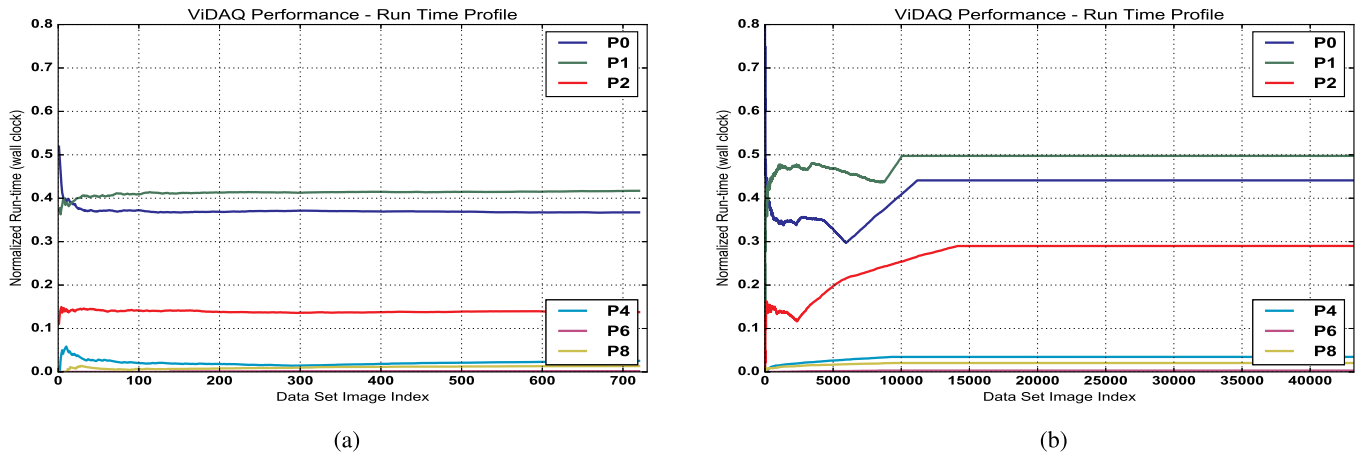 ViDAQ Performance - Run Time Profile
Normalized Run-time (wall clock)
0.8
0.7
0.6
0.5
0.4
0.3
0.2
0.1
0.0
P0
P1
P2
P4
P6
P8
0 100 200 300 400 500 600 700
Data Set Image Index
(a)
ViDAQ Performance - Run Time Profile
Normalized Run-time (wall clock)
0.8
0.7
0.6
0.5
0.4
0.3
0.2
0.1
0.0
P0
P1
P2
P4
P6
P8
0 5000 10000 15000 20000 25000 30000 35000 40000
Data Set Image Index
(b)